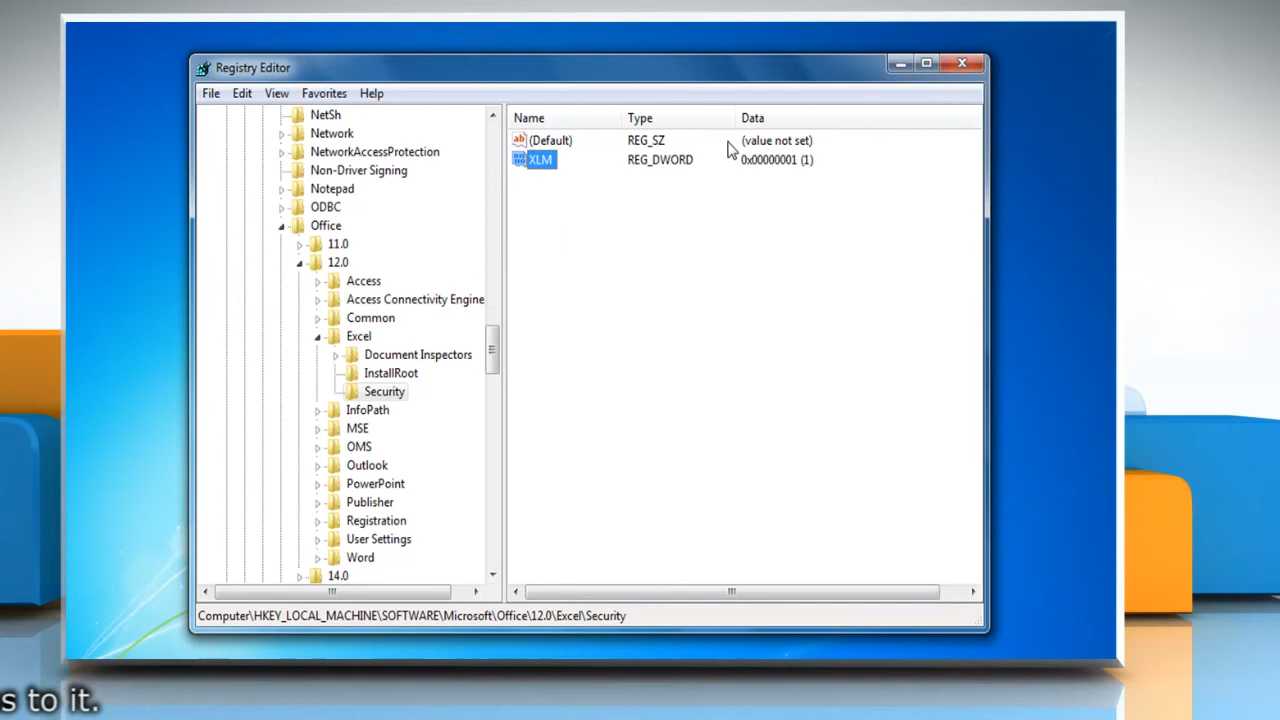 Registry Editor
File Edit View Favorites Help
NetSh
Network
NetworkAccessProtection
Non-Driver Signing
Notepad
ODBC
Office
11.0
12.0
Access
Access Connectivity Engine
Common
Excel
Document Inspectors
InstallRoot
Security
InfoPath
MSE
OMS
Outlook
PowerPoint
Publisher
Registration
User Settings
Word
14.0
Name Type Data
(Default) REG_SZ (value not set)
XLM REG_DWORD 0x00000001 (1)
Computer\HKEY_LOCAL_MACHINE\SOFTWARE\Microsoft\Office\12.0\Excel\Security
s to it.